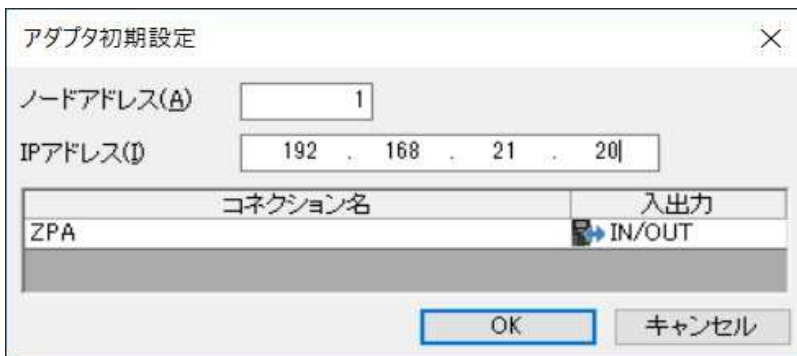 アダプタ初期設定
ノードアドレス(A) 1
IPアドレス(I) 192 . 168 . 21 . 20
コネクション名 入出力
ZPA IN/OUT
OK キャンセル